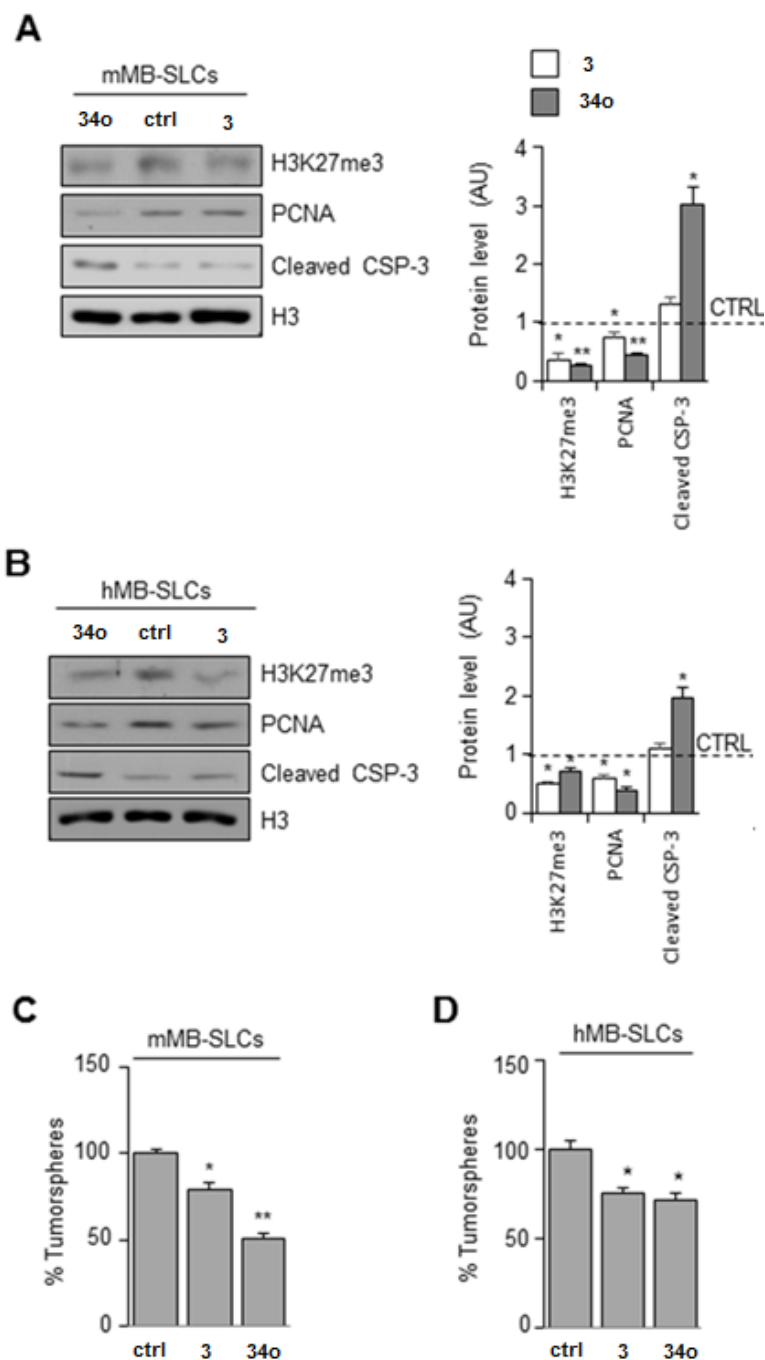 A
mMB-SLCs
34o ctrl 3
H3K27me3
PCNA
Cleaved CSP-3
H3
3
34o
Protein level (AU)
4
3
2
1
0
*
* **
* **
CTRL
H3K27me3
PCNA
Cleaved CSP-3
B
hMB-SLCs
34o ctrl 3
H3K27me3
PCNA
Cleaved CSP-3
H3
Protein level (AU)
4
3
2
1
0
*
* *
* *
CTRL
H3K27me3
PCNA
Cleaved CSP-3
C
mMB-SLCs
% Tumorspheres
150
100
50
0
*
**
ctrl 3 34o
D
hMB-SLCs
% Tumorspheres
150
100
50
0
* *
ctrl 3 34o